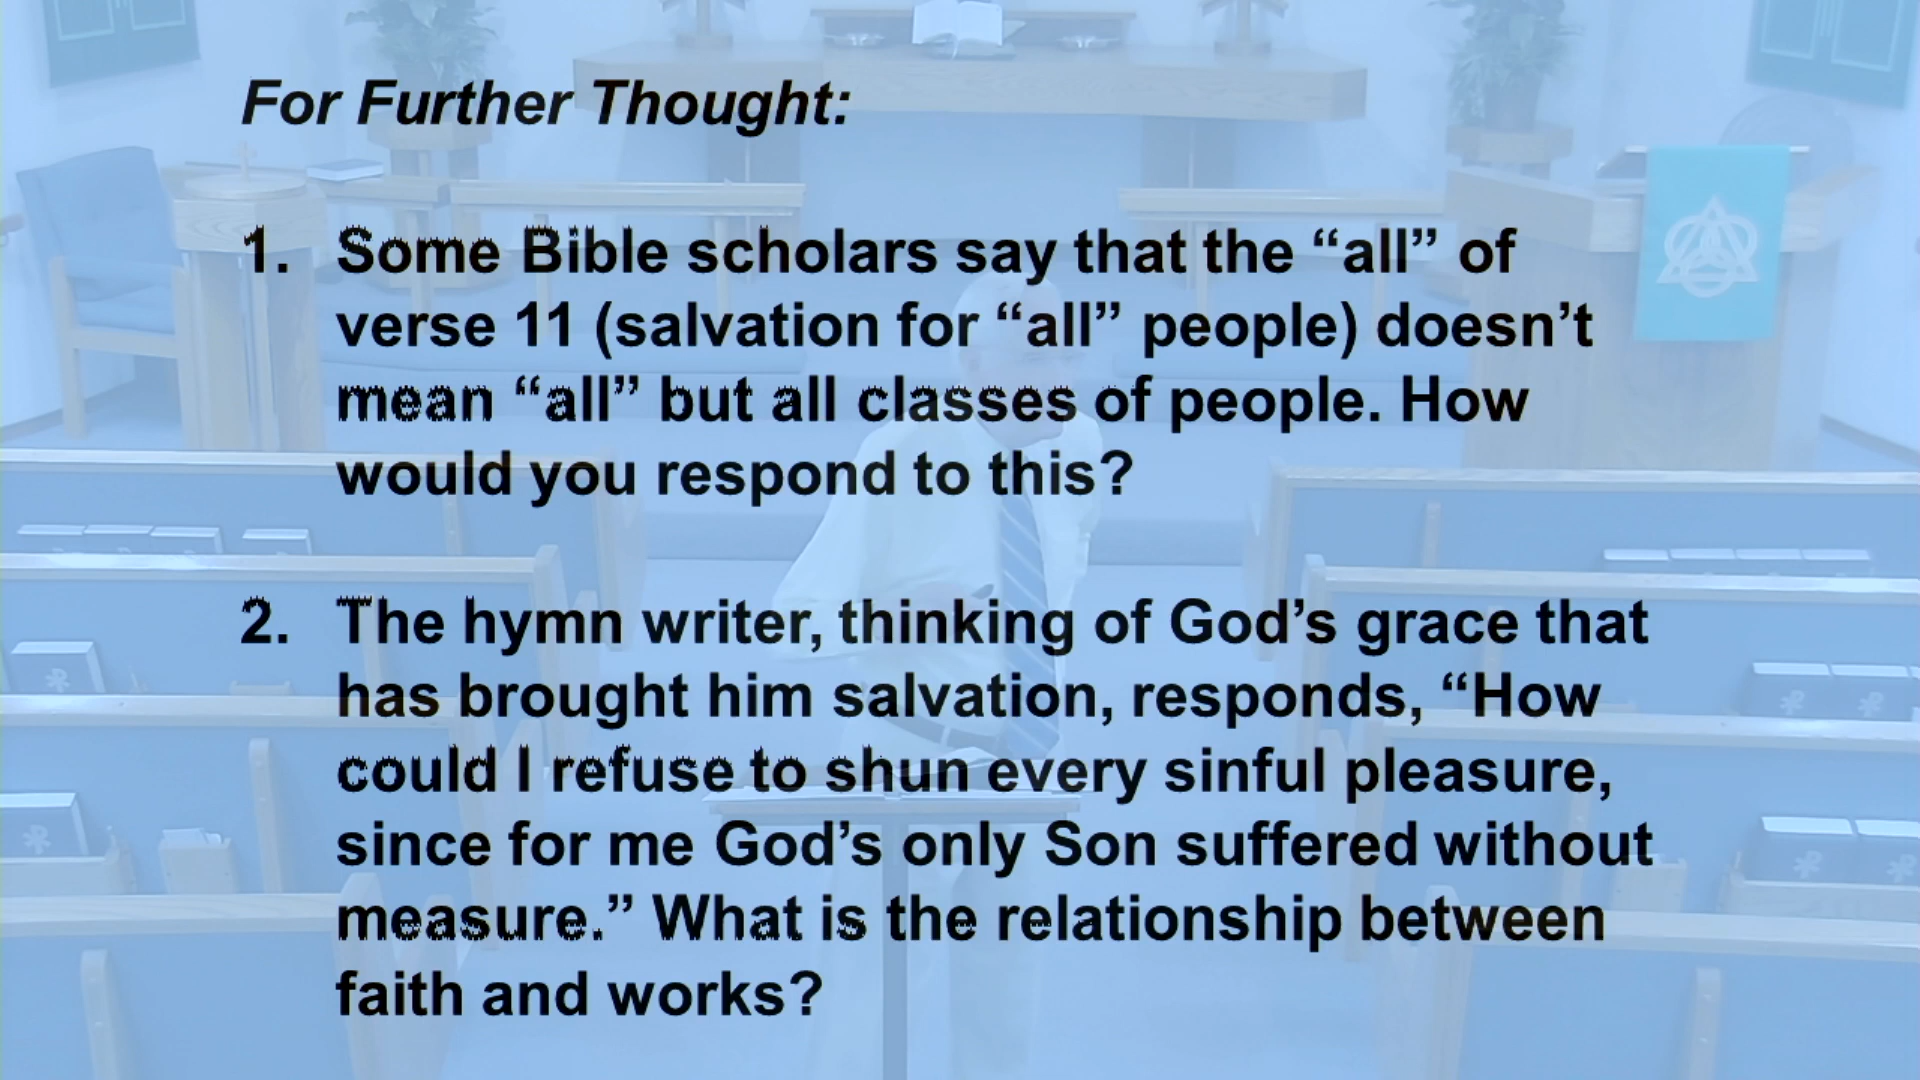 For Further Thought:
1. Some Bible scholars say that the “all” of
verse 11 (salvation for “all” people) doesn’t
mean “all” but all classes of people. How
would you respond to this?
2. The hymn writer, thinking of God’s grace that
has brought him salvation, responds, “How
could I refuse to shun every sinful pleasure,
since for me God’s only Son suffered without
measure.” What is the relationship between
faith and works?